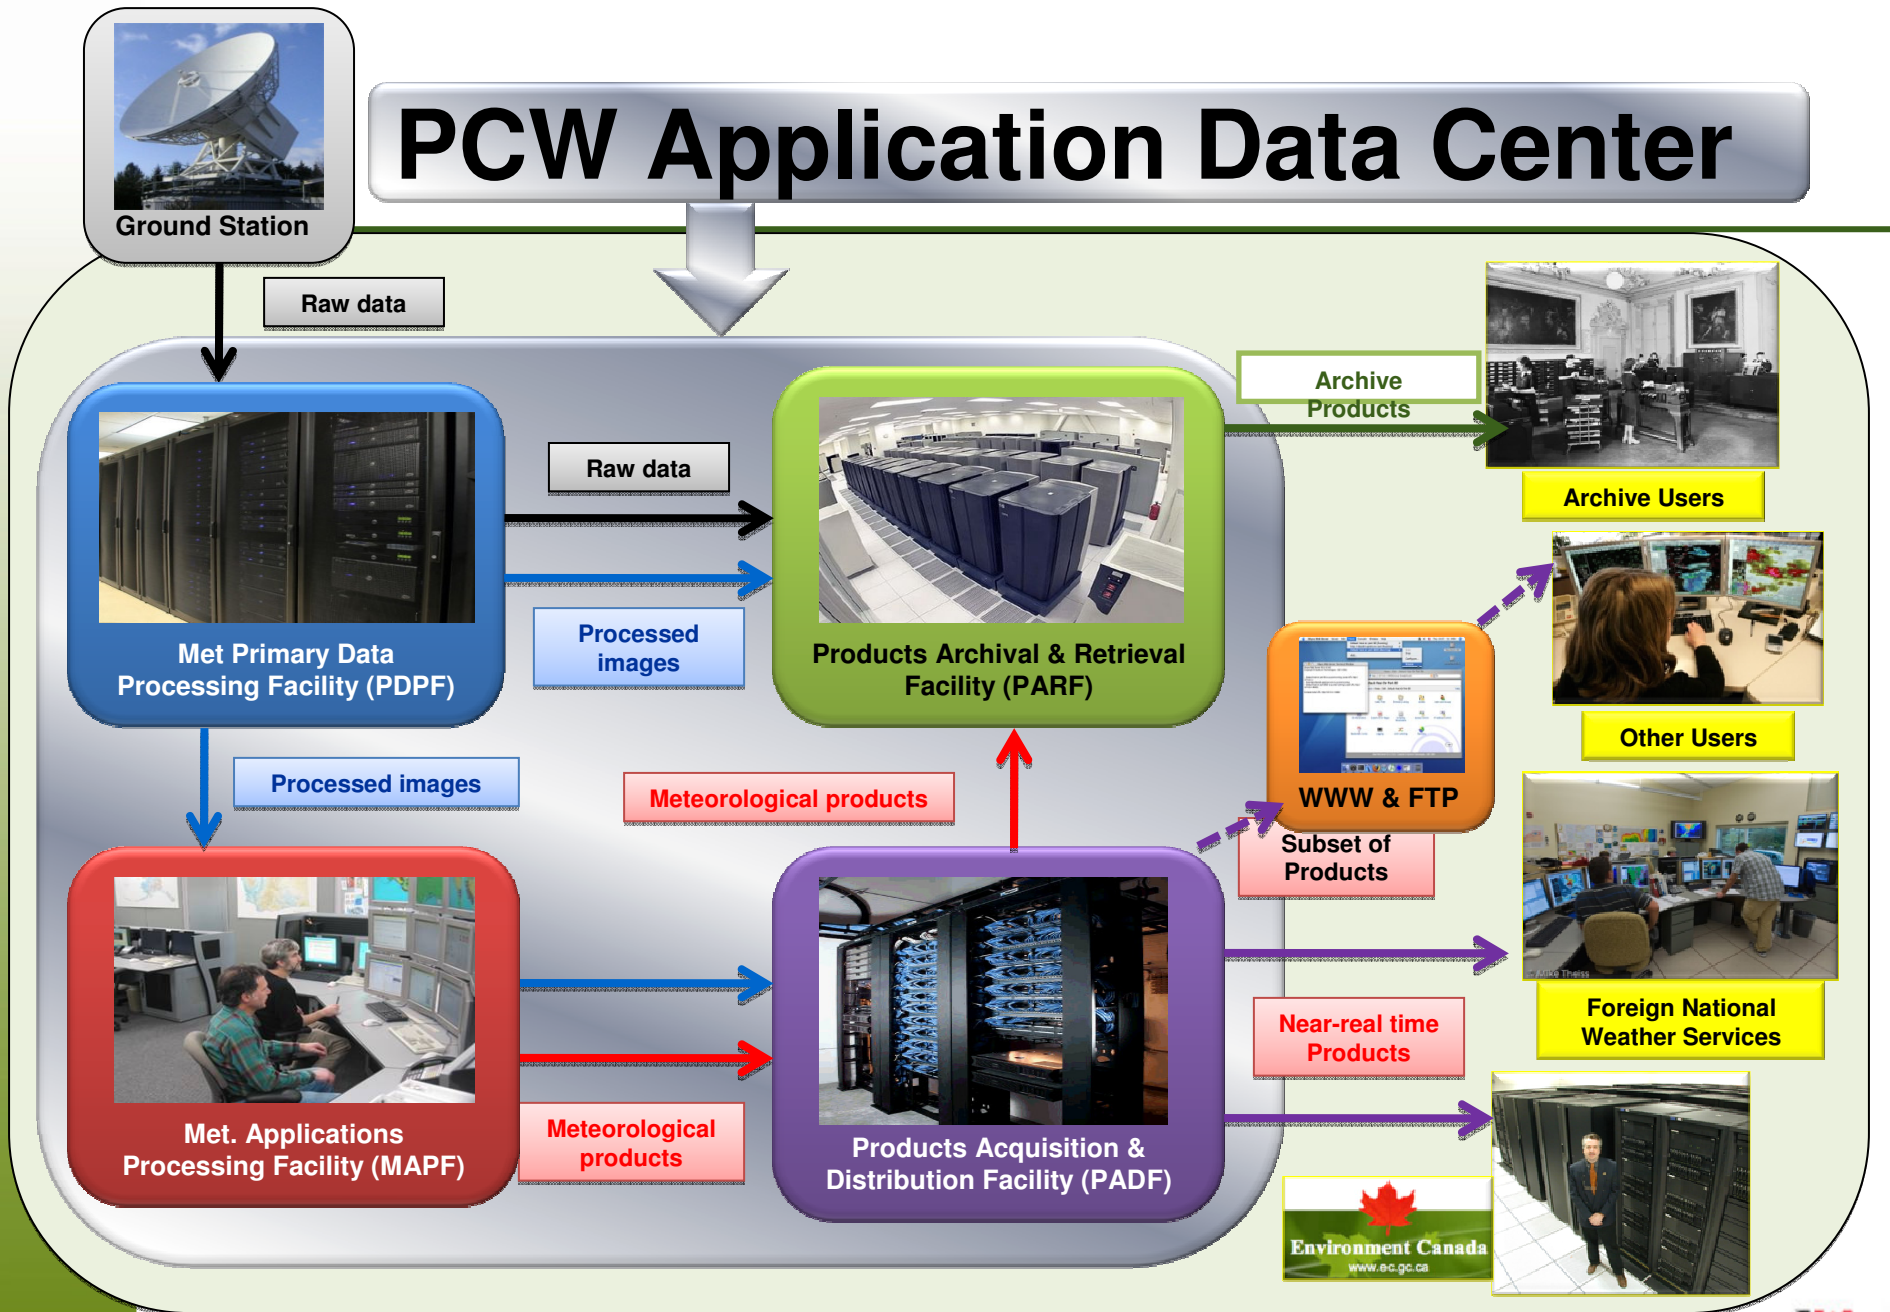 PCW Application Data Center
Ground Station
Raw data
Archive
Products
Raw data
Archive Users
Processed
images
Met Primary Data
Processing Facility (PDPF)
Products Archival & Retrieval
Facility (PARF)
Other Users
Processed images
Meteorological products
WWW & FTP
Subset of
Products
© Mike Theiss
Foreign National
Weather Services
Near-real time
Products
Meteorological
products
Met. Applications
Processing Facility (MAPF)
Products Acquisition &
Distribution Facility (PADF)
Environment Canada
www.ec.gc.ca